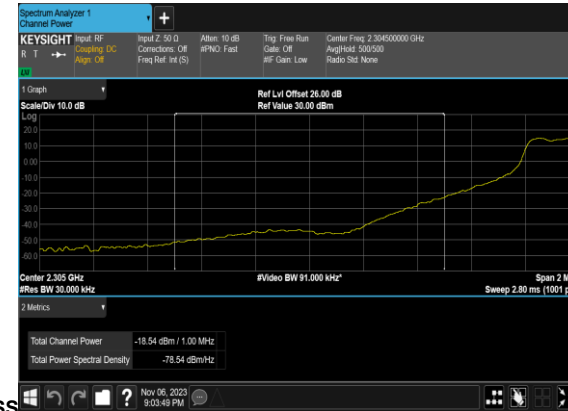 Spectrum Analyzer 1
Channel Power
KEYSIGHT
R T
Input: RF
Coupling: DC
Align: Off
Input Z: 50 Ω
Corrections: Off
Freq Ref: Int (S)
Atten: 10 dB
#PNO: Fast
Trig: Free Run
Gate: Off
#IF Gain: Low
Center Freq: 2.304500000 GHz
Avg|Hold: 500/500
Radio Std: None
1 Graph
Scale/Div 10.0 dB
Ref Lvl Offset 26.00 dB
Ref Value 30.00 dBm
Log
20.0
10.0
0.00
-10.0
-20.0
-30.0
-40.0
-50.0
-60.0
Center 2.305 GHz
#Res BW 30.000 kHz
#Video BW 91.000 kHz*
Span 2 M
Sweep 2.80 ms (1001 p
2 Metrics
Total Channel Power -18.54 dBm / 1.00 MHz
Total Power Spectral Density -78.54 dBm/Hz
ss
?
Nov 06, 2023
9:03:49 PM